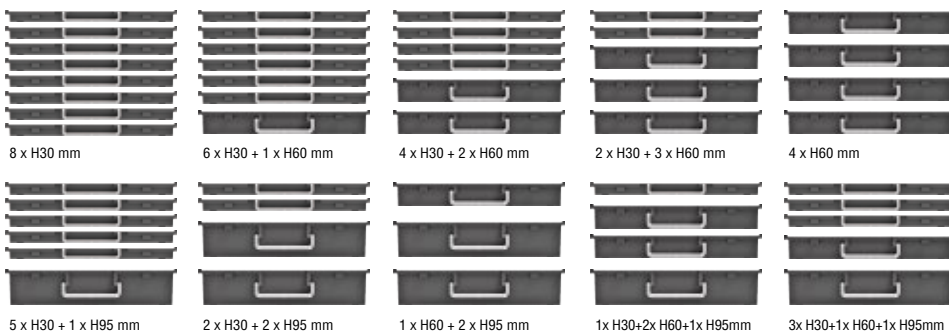 8 x H30 mm
6 x H30 + 1 x H60 mm
4 x H30 + 2 x H60 mm
2 x H30 + 3 x H60 mm
4 x H60 mm
5 x H30 + 1 x H95 mm
2 x H30 + 2 x H95 mm
1 x H60 + 2 x H95 mm
1x H30+2x H60+1x H95mm
3x H30+1x H60+1x H95mm